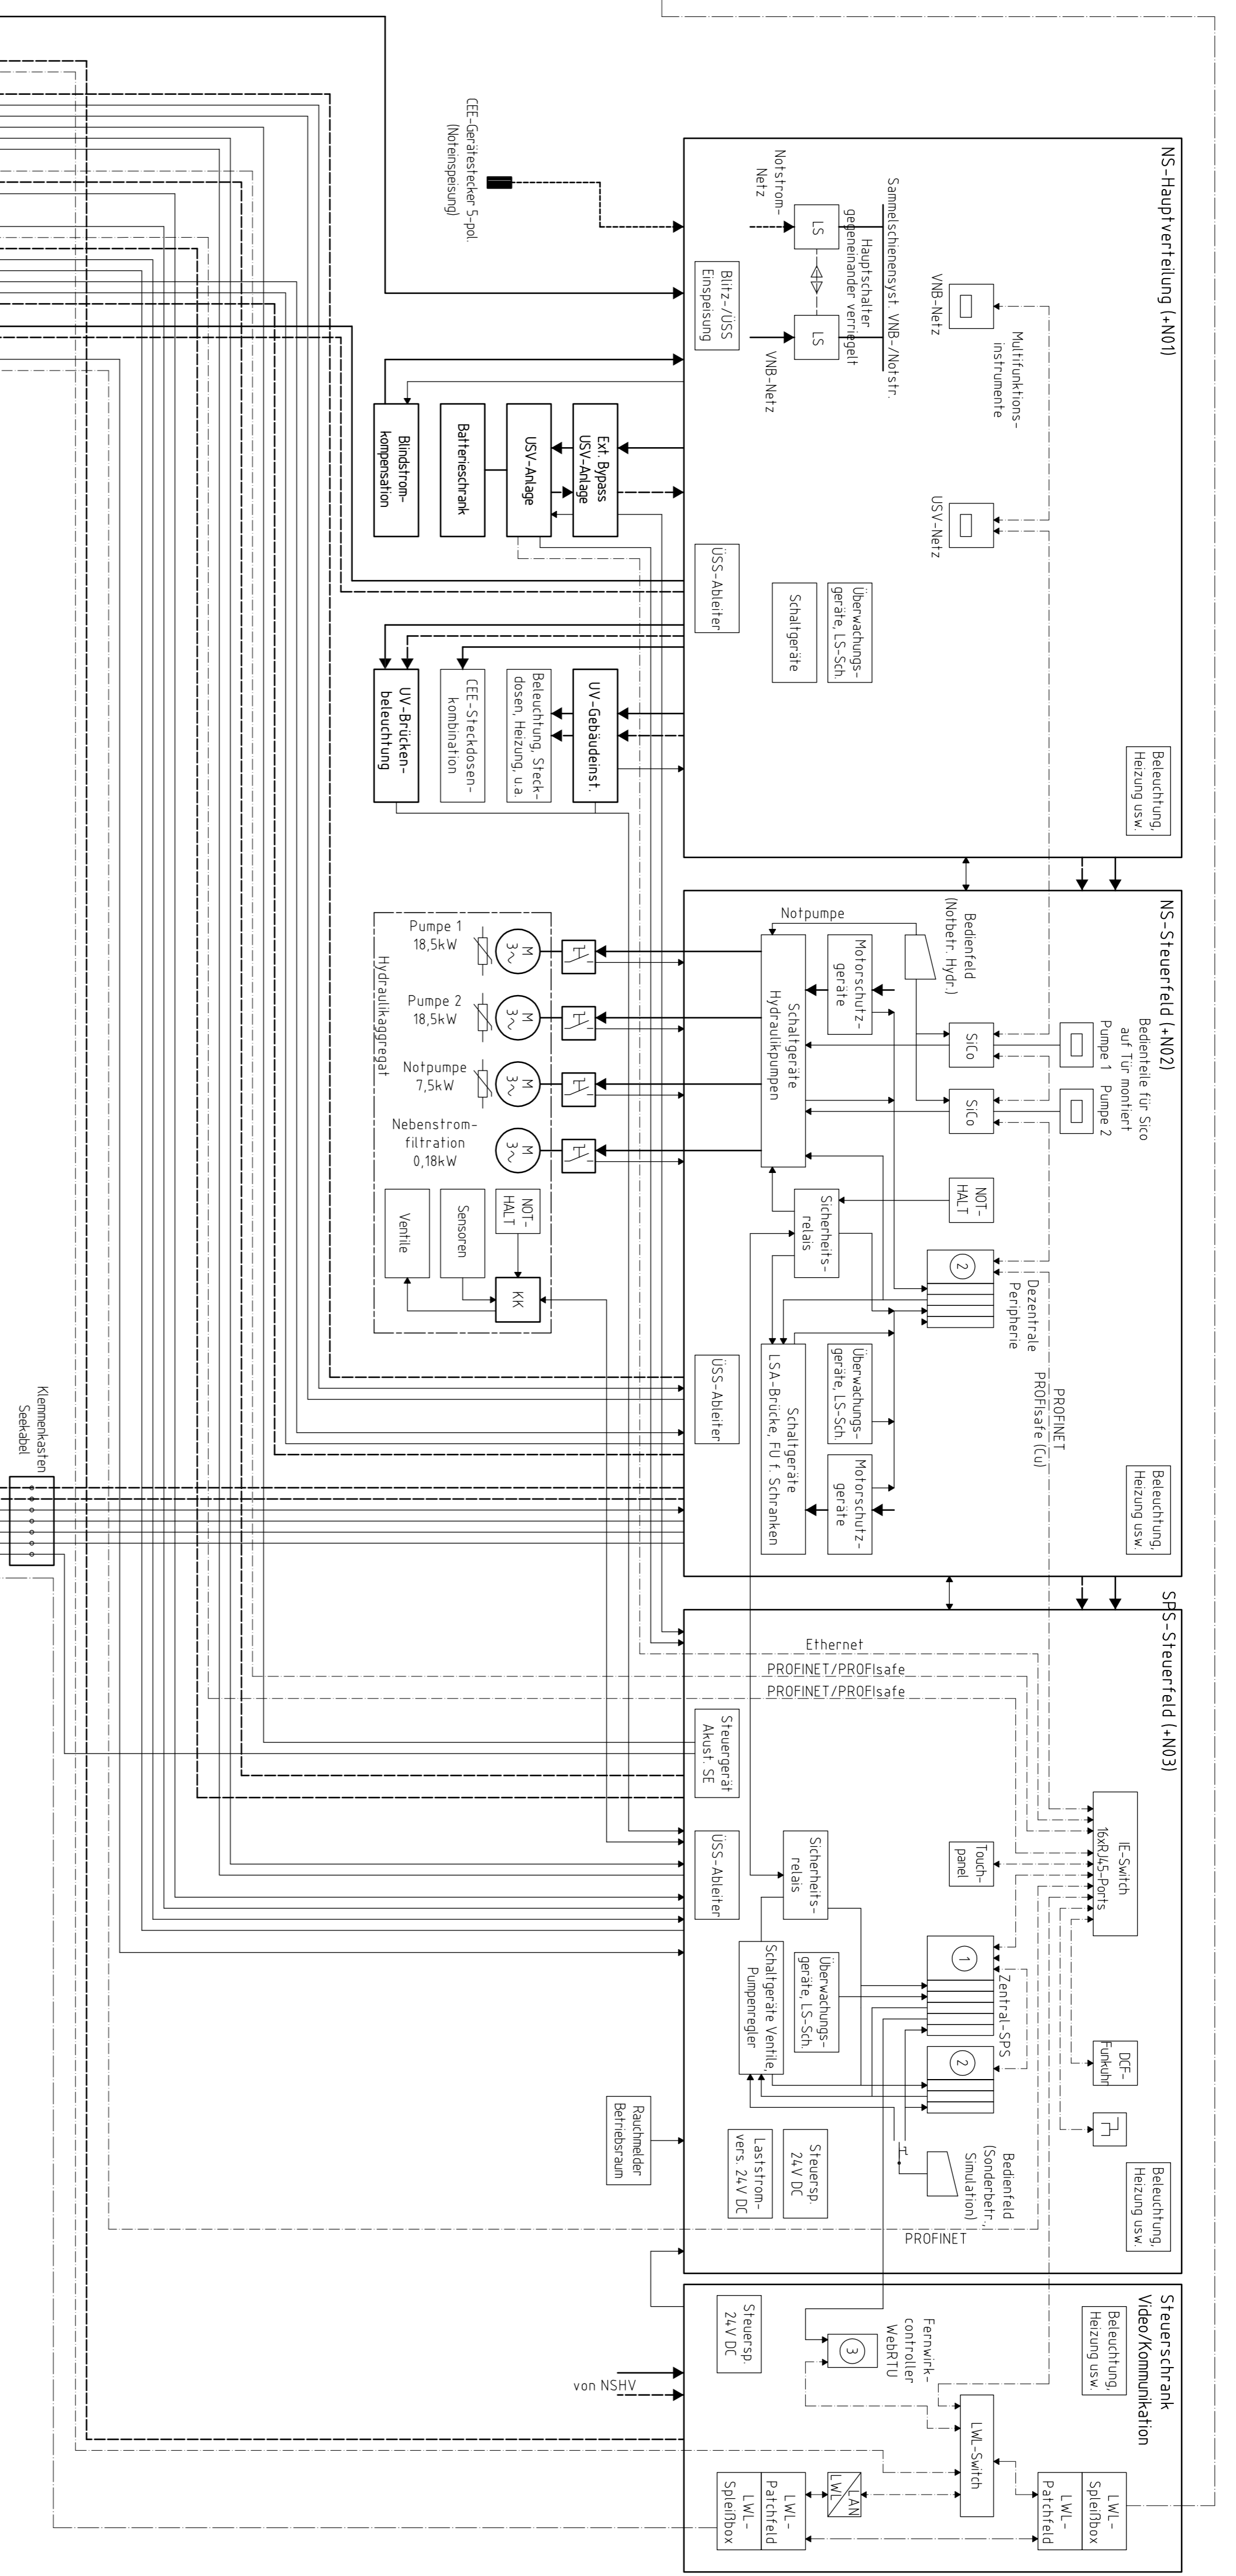 NS-Hauptverteilung (+N01)
Multifunktions-
instrumente
VNB-Netz
USV-Netz
Sammelschienensyst. VNB-/Notstr.
Hauptschalter
gegeneinander verriegelt
LS
LS
Notstrom-
Netz
VNB-Netz
Überwachungs-
geräte, LS-Sch.
Schaltgeräte
Blitz-/ÜSS
Einspeisung
ÜSS-Ableiter
Beleuchtung,
Heizung usw.
CEE-Gerätestecker 5-pol.
(Noteinspeisung)
Ext. Bypass
USV-Anlage
USV-Anlage
Batterieschrank
Blindstrom-
kompensation
UV-Gebäudeinst.
Beleuchtung, Steck-
dosen, Heizung, u.a.
CEE-Steckdosen-
kombination
UV-Brücken-
beleuchtung
NS-Steuerfeld (+N02)
Bedienteile für Sico
auf Tür montiert
Pumpe 1
Pumpe 2
SiCo
SiCo
Bedienfeld
(Notbetr. Hydr.)
Notpumpe
Motorschutz-
geräte
Schaltgeräte
Hydraulikpumpen
NOT-
HALT
Sicherheits-
relais
2
Dezentrale
Peripherie
PROFINET
PROFIsafe (Cu)
Überwachungs-
geräte, LS-Sch.
Motorschutz-
geräte
Schaltgeräte
LSA-Brücke, FU f. Schranken
ÜSS-Ableiter
Beleuchtung,
Heizung usw.
Pumpe 1
18,5kW
M
3~
Pumpe 2
18,5kW
M
3~
Notpumpe
7,5kW
M
3~
Nebenstrom-
filtration
0,18kW
M
3~
Hydraulikaggregat
NOT-
HALT
Sensoren
Ventile
KK
Klemmenkasten
Seekabel
SPS-Steuerfeld (+N03)
Ethernet
PROFINET/PROFIsafe
PROFINET/PROFIsafe
Steuergerät
Akust. SE
ÜSS-Ableiter
IE-Switch
16xRJ45-Ports
Touch-
panel
Sicherheits-
relais
1
Zentral-SPS
2
Überwachungs-
geräte, LS-Sch.
Schaltgeräte Ventile,
Pumpenregler
DCF-
Funkuhr
Bedienfeld
(Sonderbetr.,
Simulation)
Steuersp.
24V DC
Laststrom-
vers. 24V DC
Beleuchtung,
Heizung usw.
PROFINET
Rauchmelder
Betriebsraum
Steuerschrank
Video/Kommunikation
Beleuchtung,
Heizung usw.
Fernwirk-
controller
WebRTU
3
Steuersp.
24V DC
von NSHV
LWL-Switch
LAN
LWL
LWL-
Spleißbox
LWL-
Patchfeld
LWL-
Patchfeld
LWL-
Spleißbox